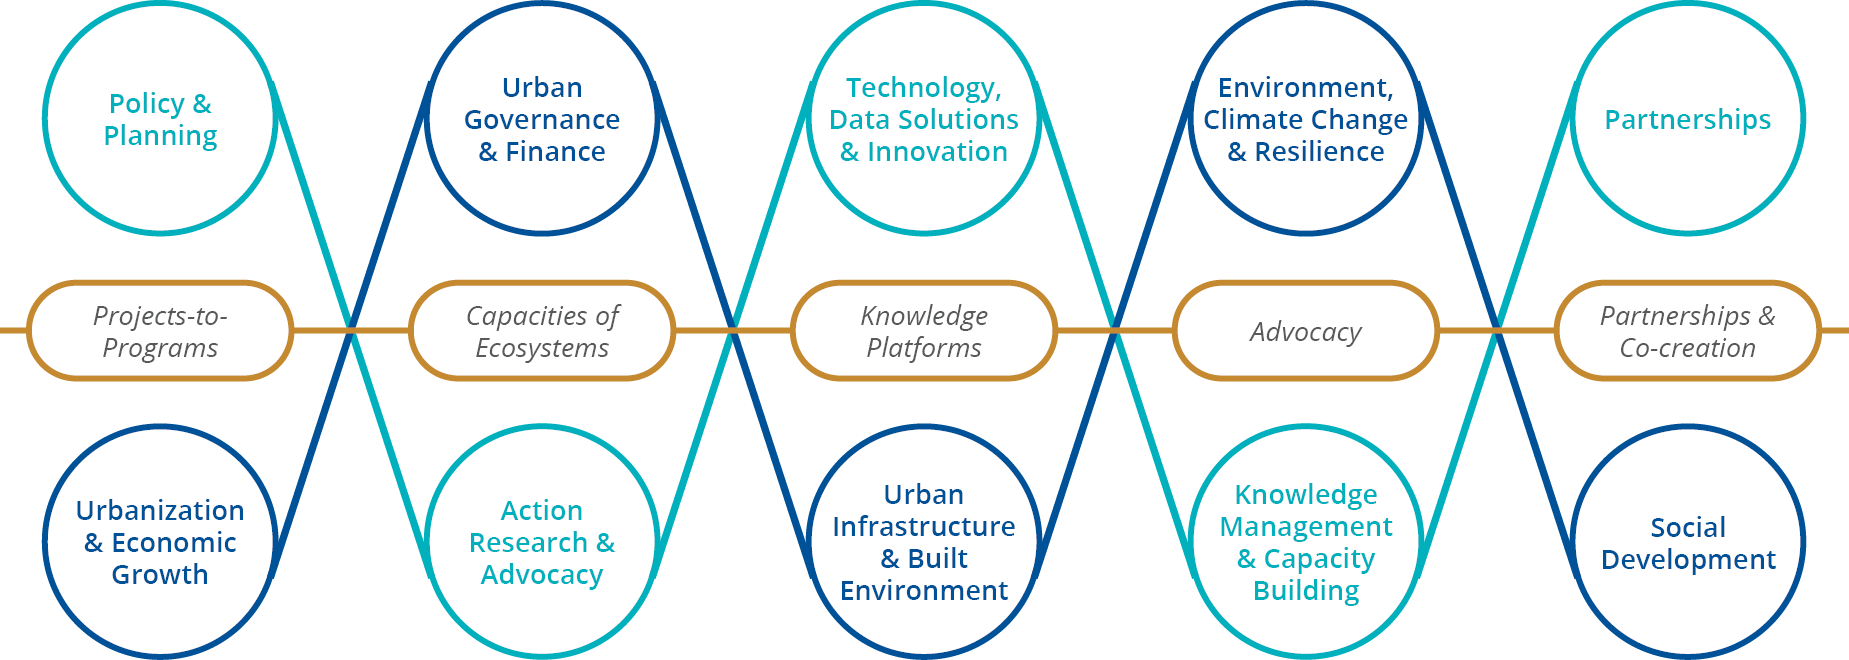 Policy &
Planning
Urban
Governance
& Finance
Technology,
Data Solutions
& Innovation
Environment,
Climate Change
& Resilience
Partnerships
Projects-to-
Programs
Capacities of
Ecosystems
Knowledge
Platforms
Advocacy
Partnerships &
Co-creation
Urbanization
& Economic
Growth
Action
Research &
Advocacy
Urban
Infrastructure
& Built
Environment
Knowledge
Management
& Capacity
Building
Social
Development